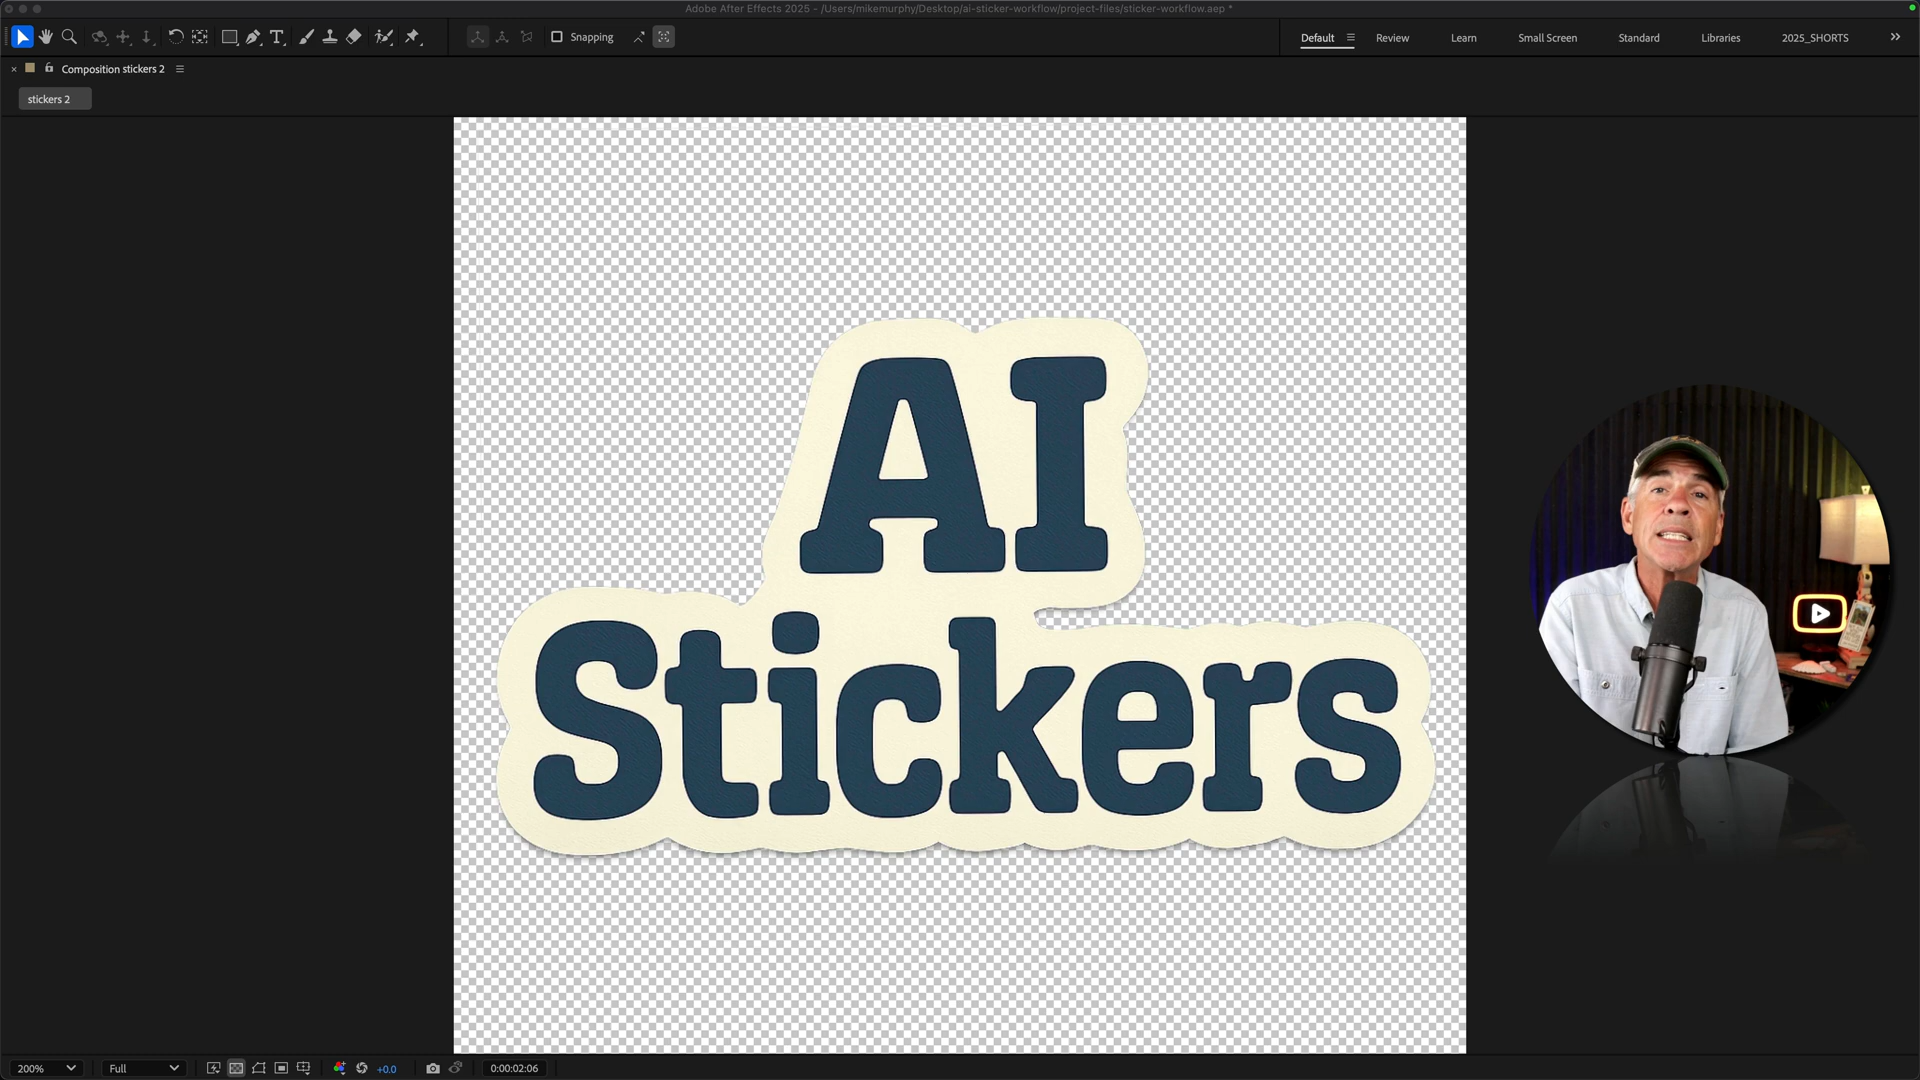 Adobe After Effects 2025 - /Users/mikemurphy/Desktop/ai-sticker-workflow/project-files/sticker-workflow.aep *
Snapping
Default
Review
Learn
Small Screen
Standard
Libraries
2025_SHORTS
Composition stickers 2
stickers 2
AI
Stickers
200%
Full
+0.0
0:00:02:06